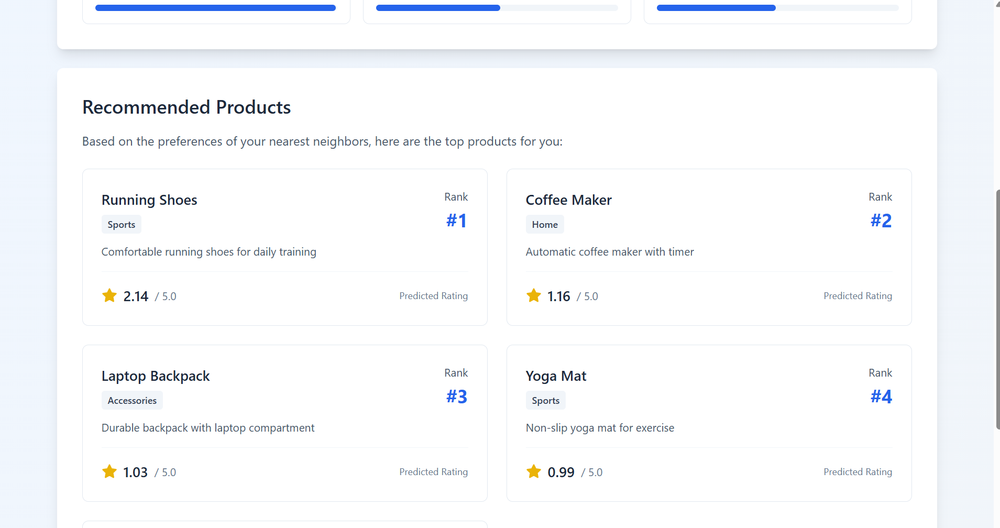 Recommended Products
Based on the preferences of your nearest neighbors, here are the top products for you:
Running Shoes
Rank
Sports
#1
Comfortable running shoes for daily training
2.14 / 5.0
Predicted Rating
Coffee Maker
Rank
Home
#2
Automatic coffee maker with timer
1.16 / 5.0
Predicted Rating
Laptop Backpack
Rank
Accessories
#3
Durable backpack with laptop compartment
1.03 / 5.0
Predicted Rating
Yoga Mat
Rank
Sports
#4
Non-slip yoga mat for exercise
0.99 / 5.0
Predicted Rating